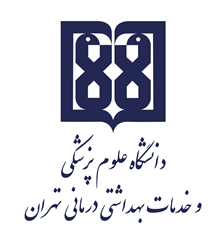 دانشگاه علوم پزشکی
و خدمات بهداشتی درمانی تهران